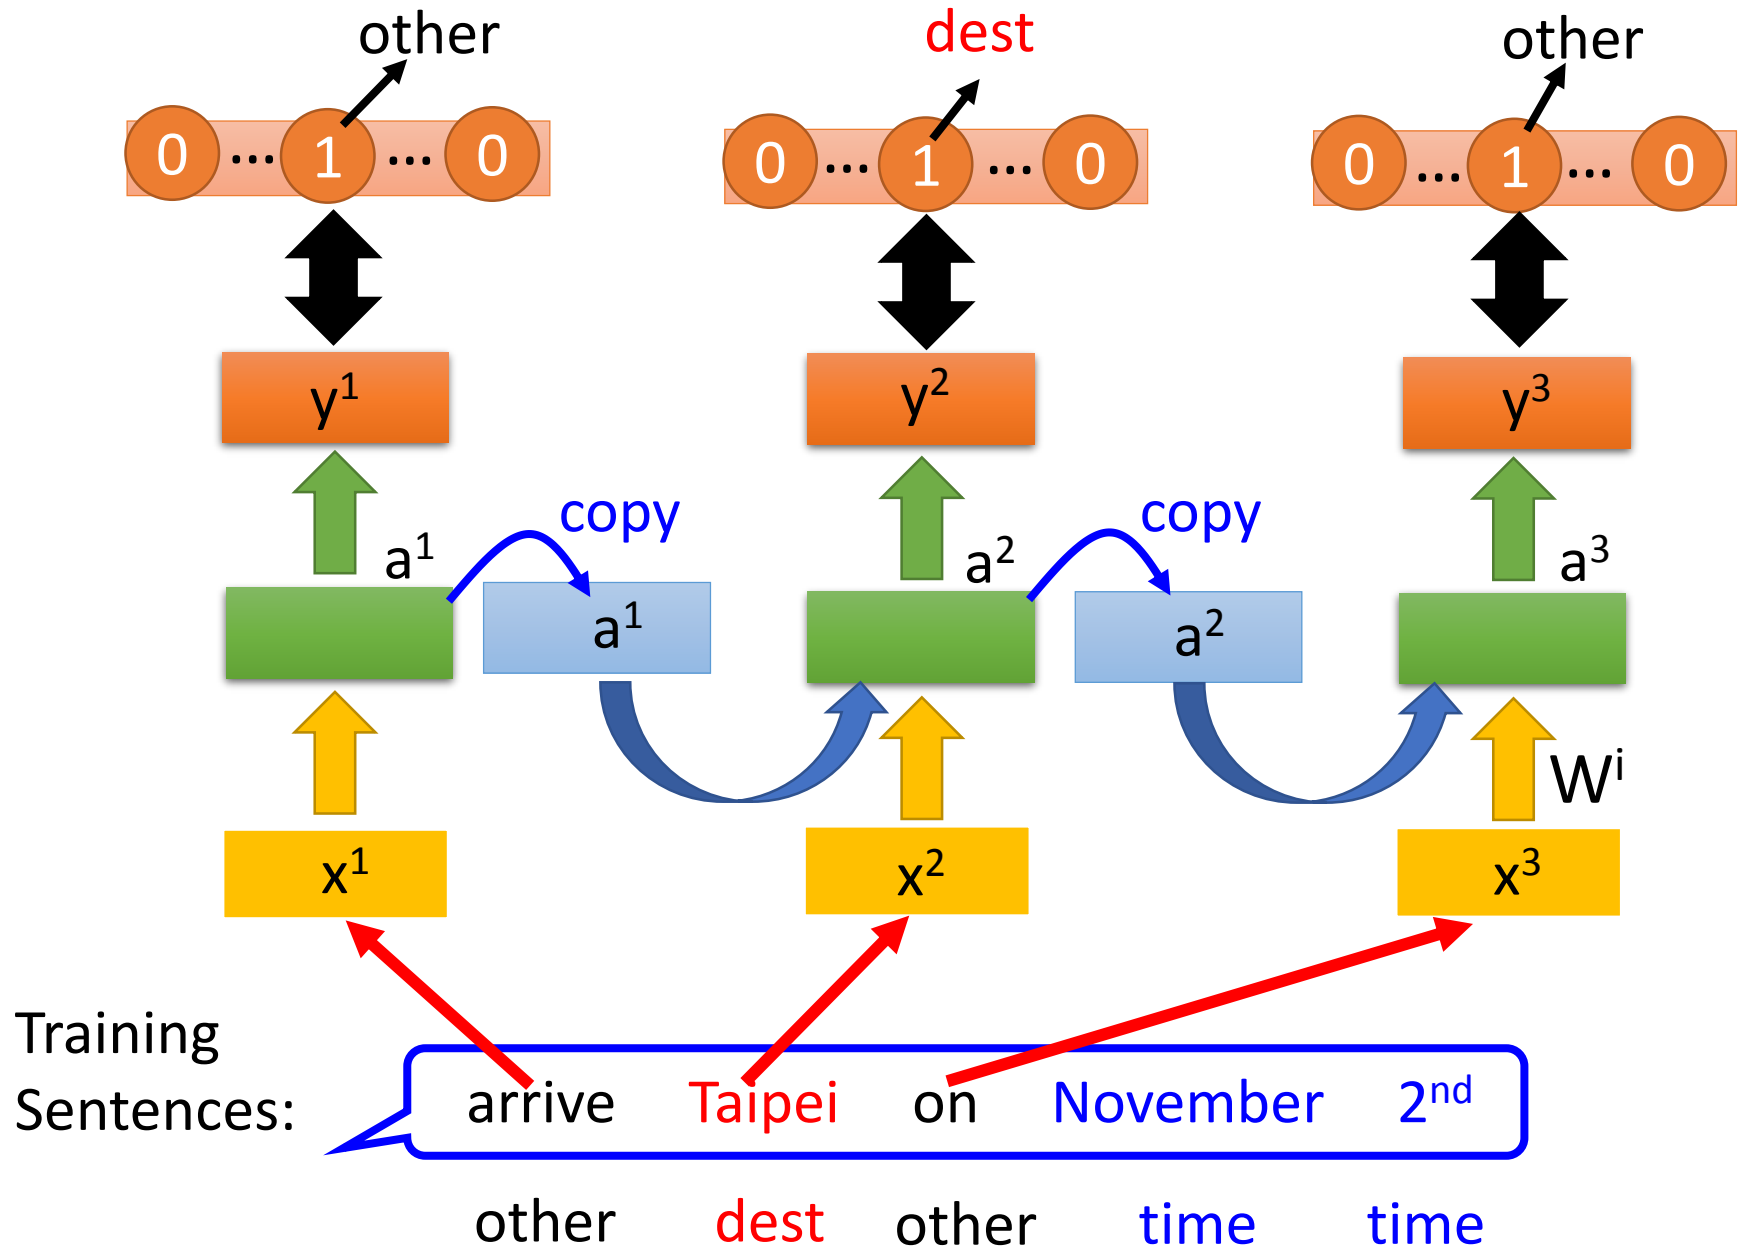 other dest other
0 ... 1 ... 0 0 ... 1 ... 0 0 ... 1 ... 0
y¹ y² y³
copy copy
a¹ a² a³
a¹ a²
Wⁱ
x¹ x² x³
Training
Sentences:
arrive Taipei on November 2ⁿᵈ
other dest other time time